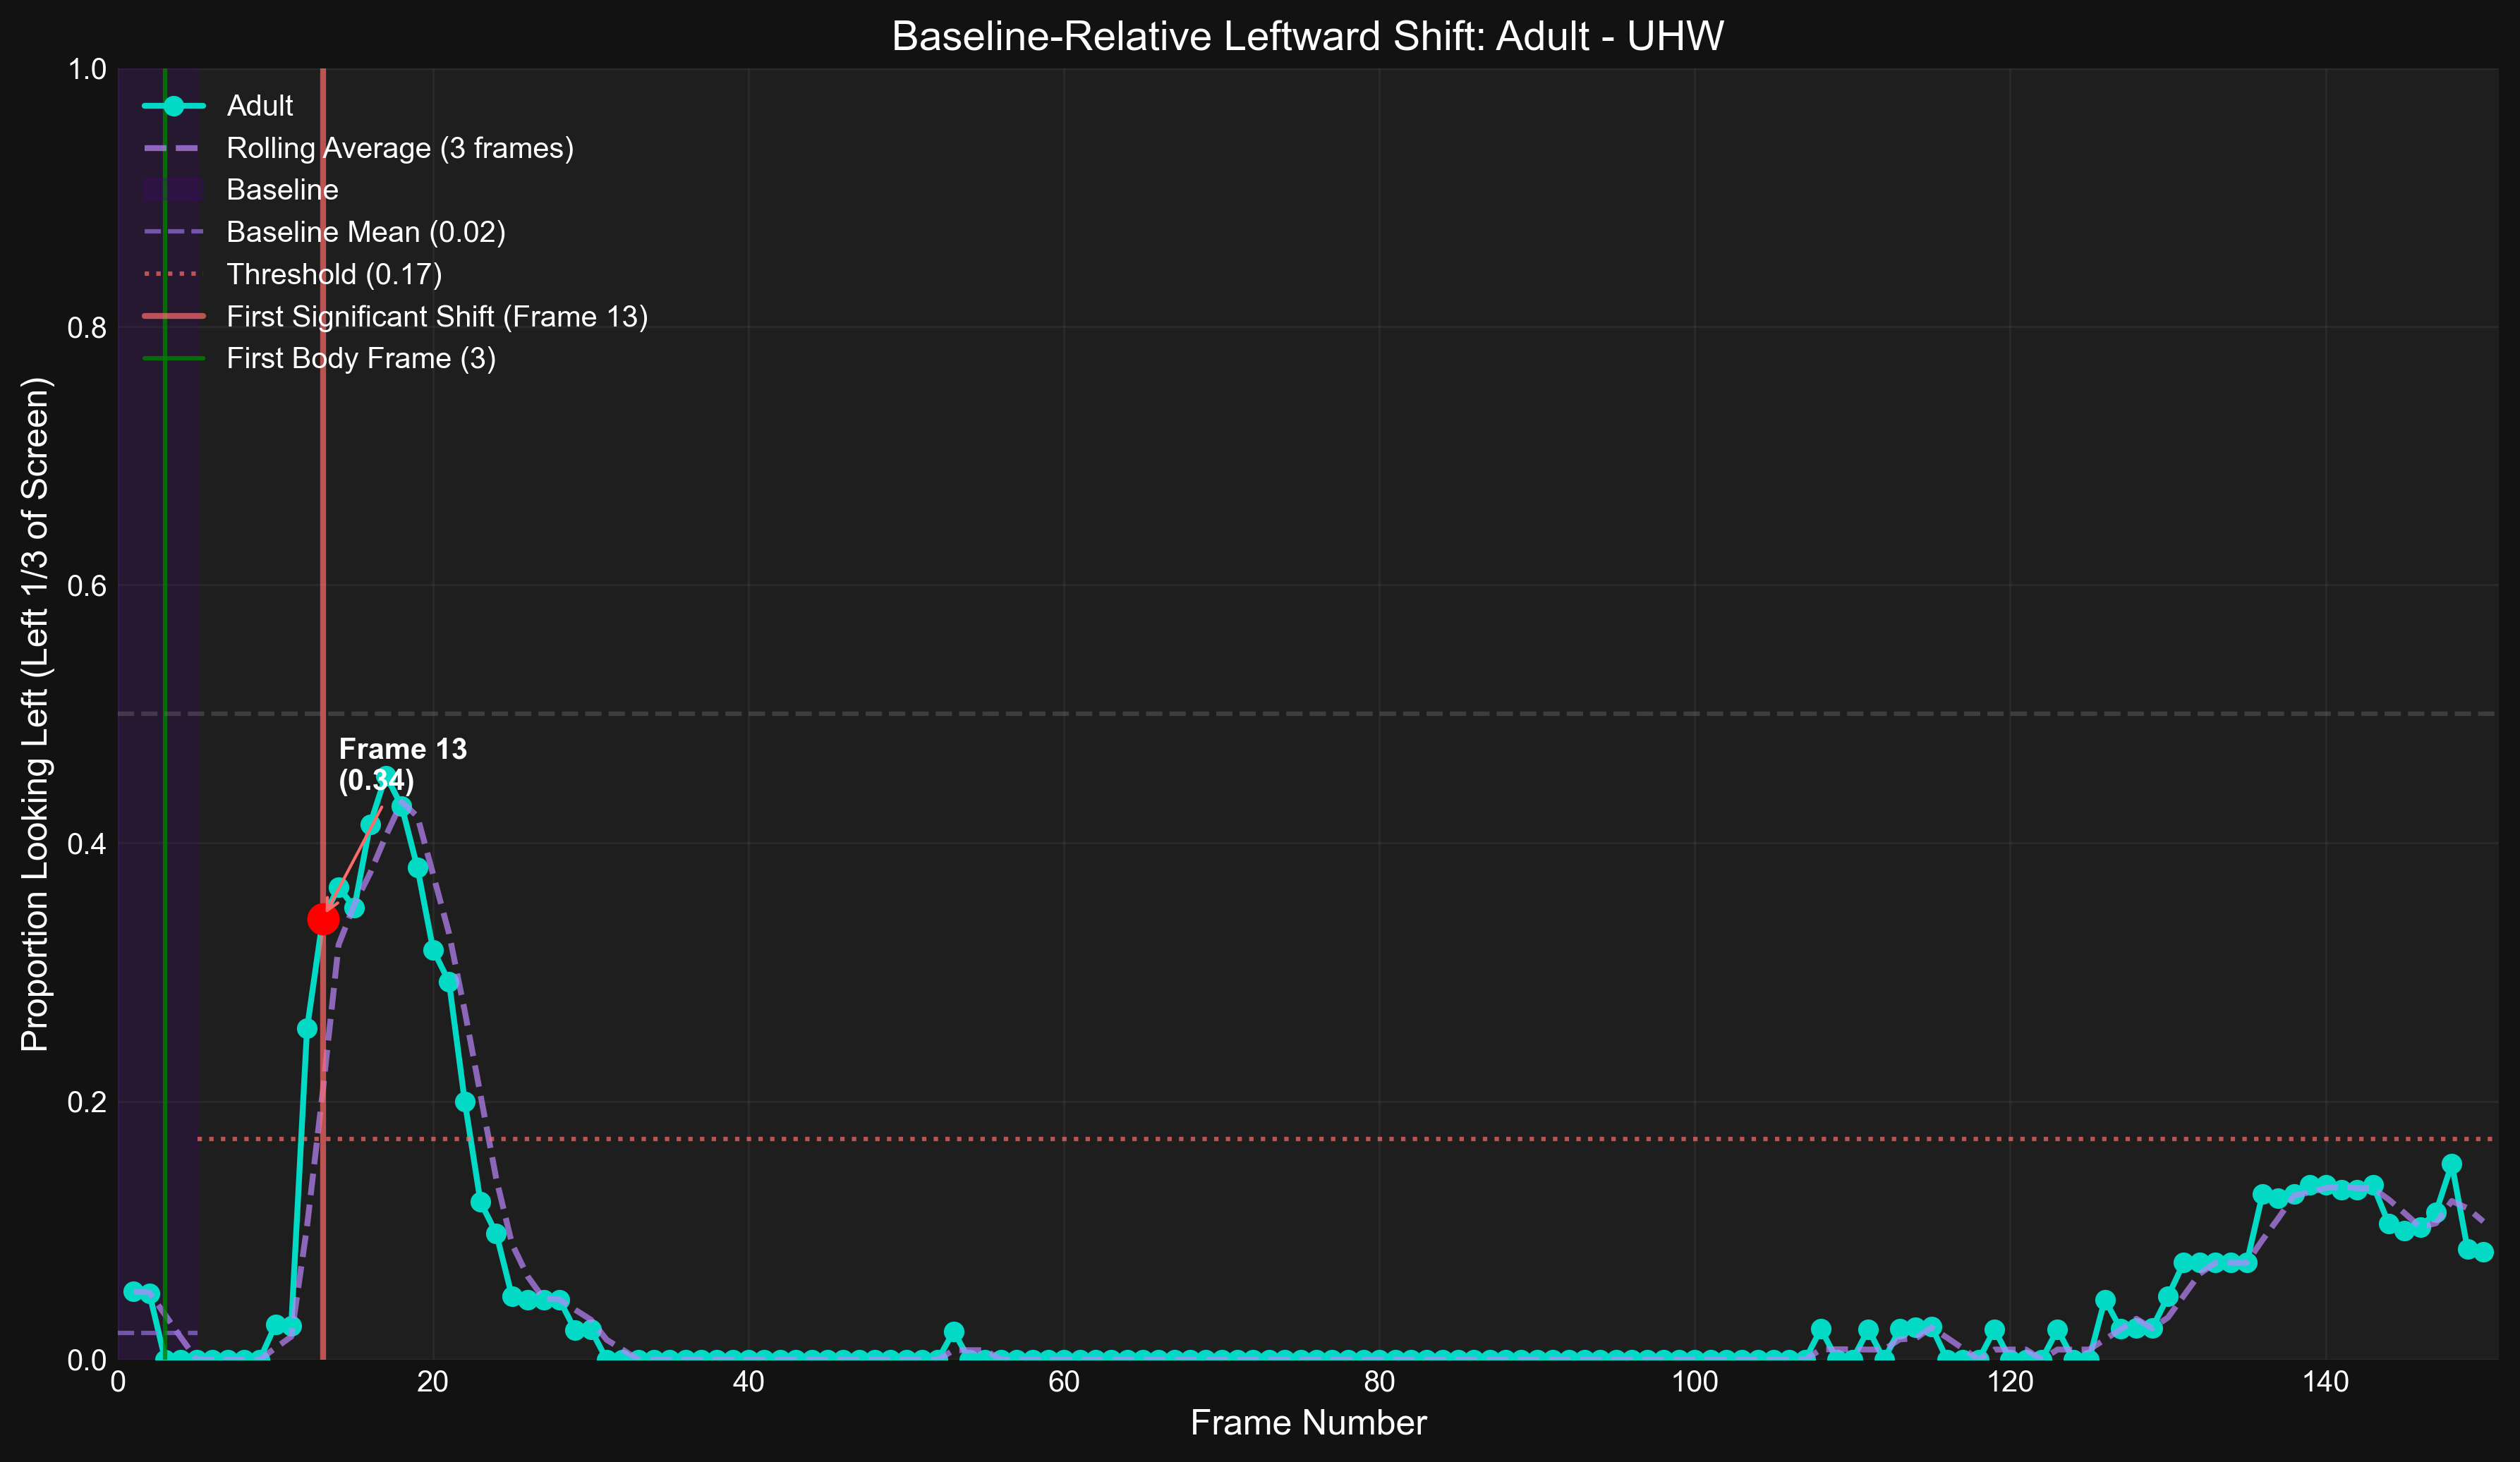 Baseline-Relative Leftward Shift: Adult - UHW
Proportion Looking Left (Left 1/3 of Screen)
1.0
0.8
0.6
0.4
0.2
0.0
Adult
Rolling Average (3 frames)
Baseline
Baseline Mean (0.02)
Threshold (0.17)
First Significant Shift (Frame 13)
First Body Frame (3)
Frame 13
(0.34)
0 20 40 60 80 100 120 140
Frame Number